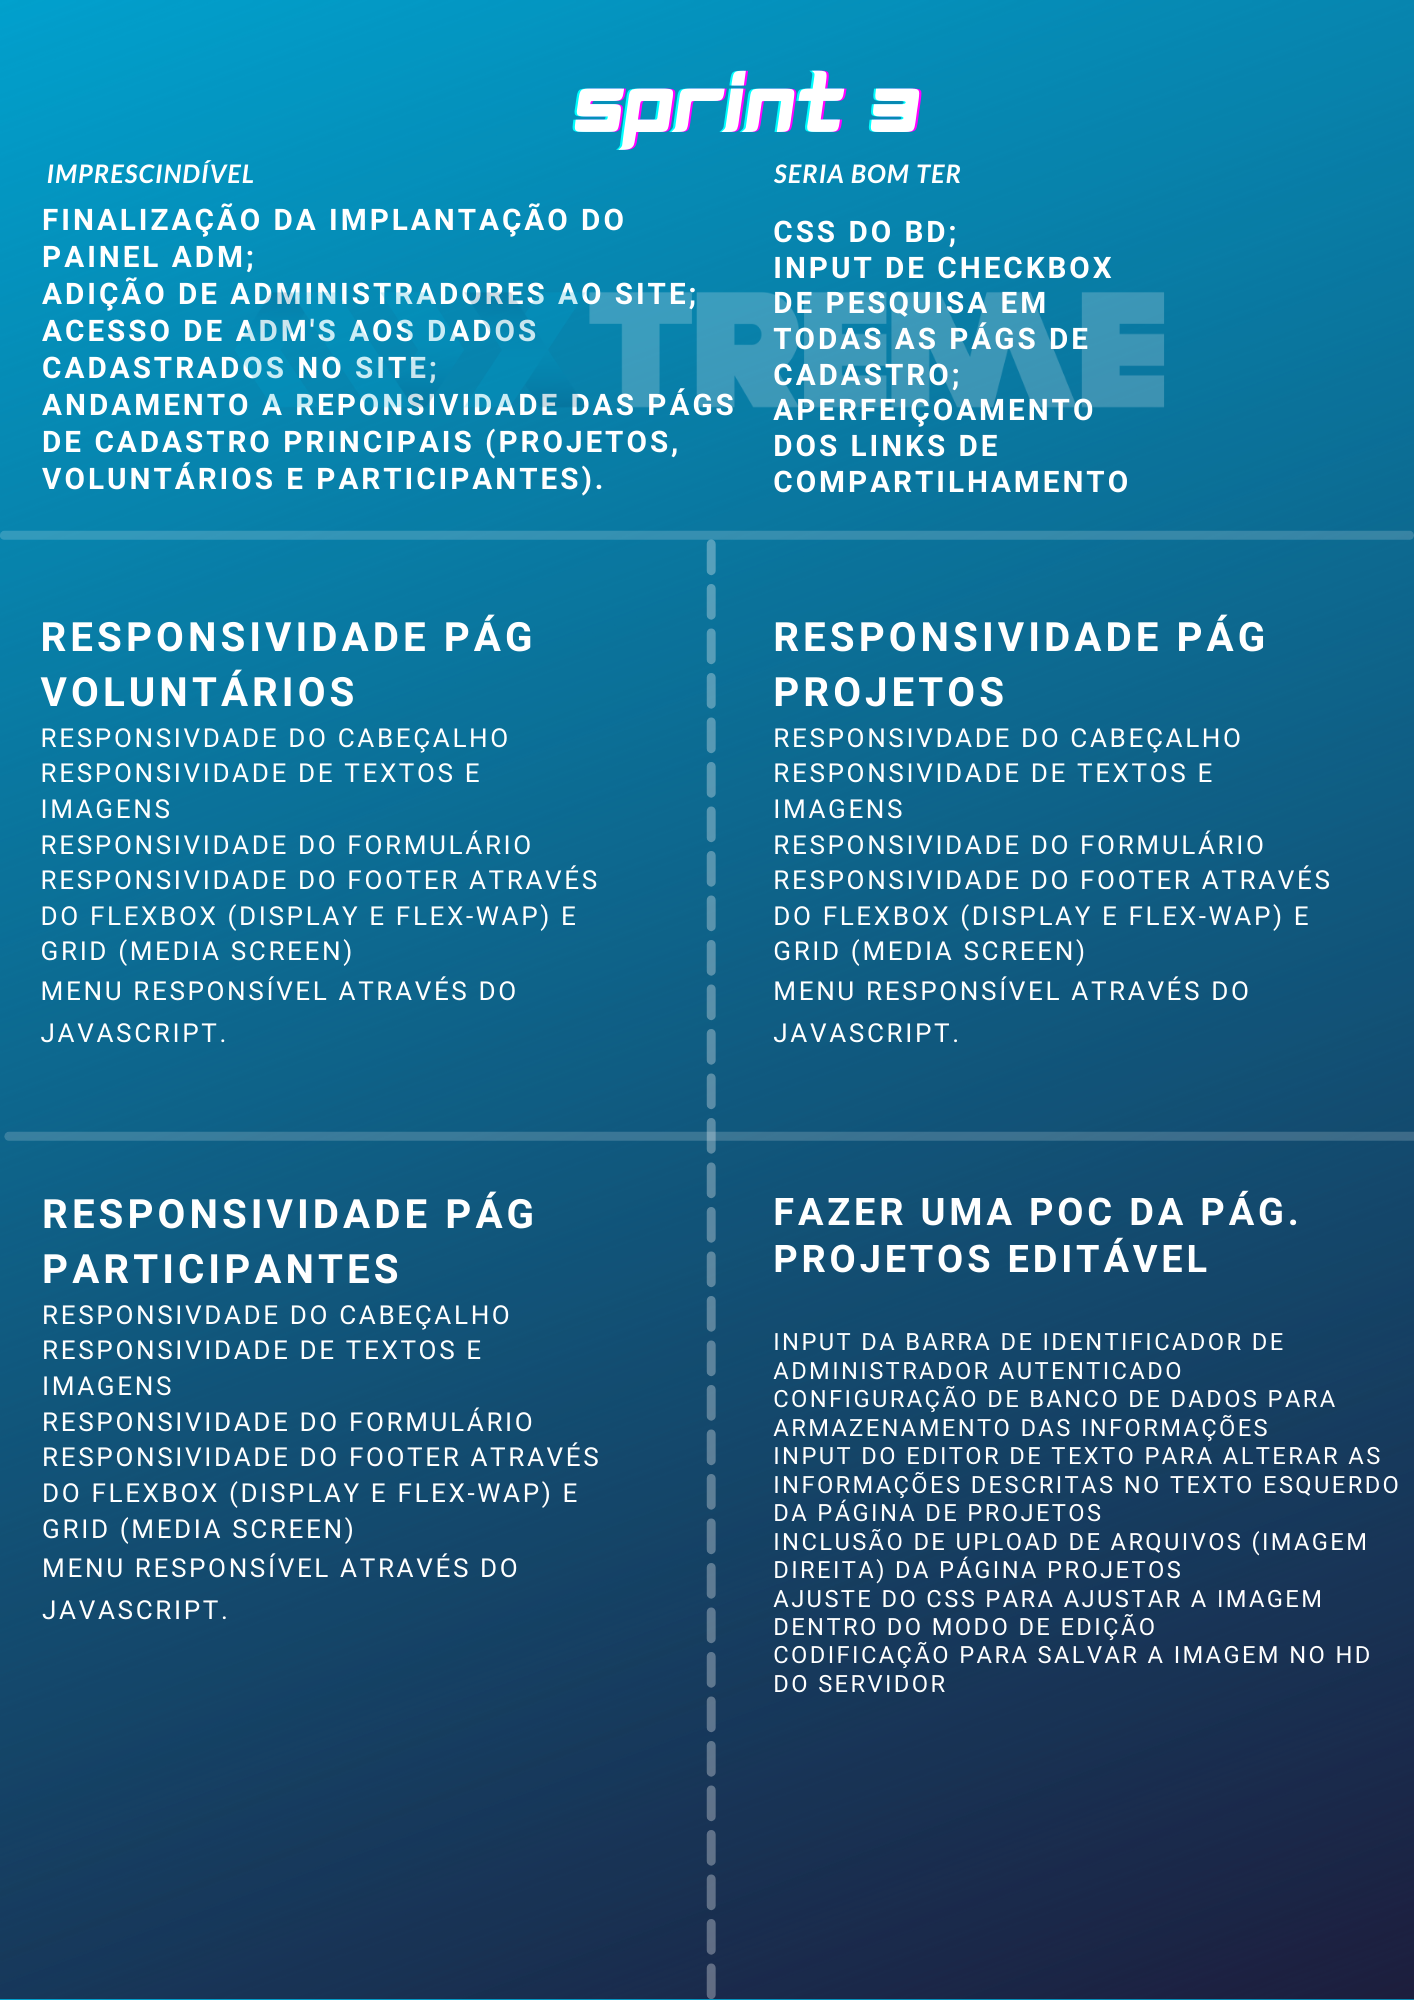 sprint 3
IMPRESCINDÍVEL
FINALIZAÇÃO DA IMPLANTAÇÃO DO
PAINEL ADM;
ADIÇÃO DE ADMINISTRADORES AO SITE;
ACESSO DE ADM'S AOS DADOS
CADASTRADOS NO SITE;
ANDAMENTO A REPONSIVIDADE DAS PÁGS
DE CADASTRO PRINCIPAIS (PROJETOS,
VOLUNTÁRIOS E PARTICIPANTES).
SERIA BOM TER
CSS DO BD;
INPUT DE CHECKBOX
DE PESQUISA EM
TODAS AS PÁGS DE
CADASTRO;
APERFEIÇOAMENTO
DOS LINKS DE
COMPARTILHAMENTO
XTREME
RESPONSIVIDADE PÁG
VOLUNTÁRIOS
RESPONSIVDADE DO CABEÇALHO
RESPONSIVIDADE DE TEXTOS E
IMAGENS
RESPONSIVIDADE DO FORMULÁRIO
RESPONSIVIDADE DO FOOTER ATRAVÉS
DO FLEXBOX (DISPLAY E FLEX-WAP) E
GRID (MEDIA SCREEN)
MENU RESPONSÍVEL ATRAVÉS DO
JAVASCRIPT.
RESPONSIVIDADE PÁG
PROJETOS
RESPONSIVDADE DO CABEÇALHO
RESPONSIVIDADE DE TEXTOS E
IMAGENS
RESPONSIVIDADE DO FORMULÁRIO
RESPONSIVIDADE DO FOOTER ATRAVÉS
DO FLEXBOX (DISPLAY E FLEX-WAP) E
GRID (MEDIA SCREEN)
MENU RESPONSÍVEL ATRAVÉS DO
JAVASCRIPT.
RESPONSIVIDADE PÁG
PARTICIPANTES
RESPONSIVDADE DO CABEÇALHO
RESPONSIVIDADE DE TEXTOS E
IMAGENS
RESPONSIVIDADE DO FORMULÁRIO
RESPONSIVIDADE DO FOOTER ATRAVÉS
DO FLEXBOX (DISPLAY E FLEX-WAP) E
GRID (MEDIA SCREEN)
MENU RESPONSÍVEL ATRAVÉS DO
JAVASCRIPT.
FAZER UMA POC DA PÁG.
PROJETOS EDITÁVEL
INPUT DA BARRA DE IDENTIFICADOR DE
ADMINISTRADOR AUTENTICADO
CONFIGURAÇÃO DE BANCO DE DADOS PARA
ARMAZENAMENTO DAS INFORMAÇÕES
INPUT DO EDITOR DE TEXTO PARA ALTERAR AS
INFORMAÇÕES DESCRITAS NO TEXTO ESQUERDO
DA PÁGINA DE PROJETOS
INCLUSÃO DE UPLOAD DE ARQUIVOS (IMAGEM
DIREITA) DA PÁGINA PROJETOS
AJUSTE DO CSS PARA AJUSTAR A IMAGEM
DENTRO DO MODO DE EDIÇÃO
CODIFICAÇÃO PARA SALVAR A IMAGEM NO HD
DO SERVIDOR